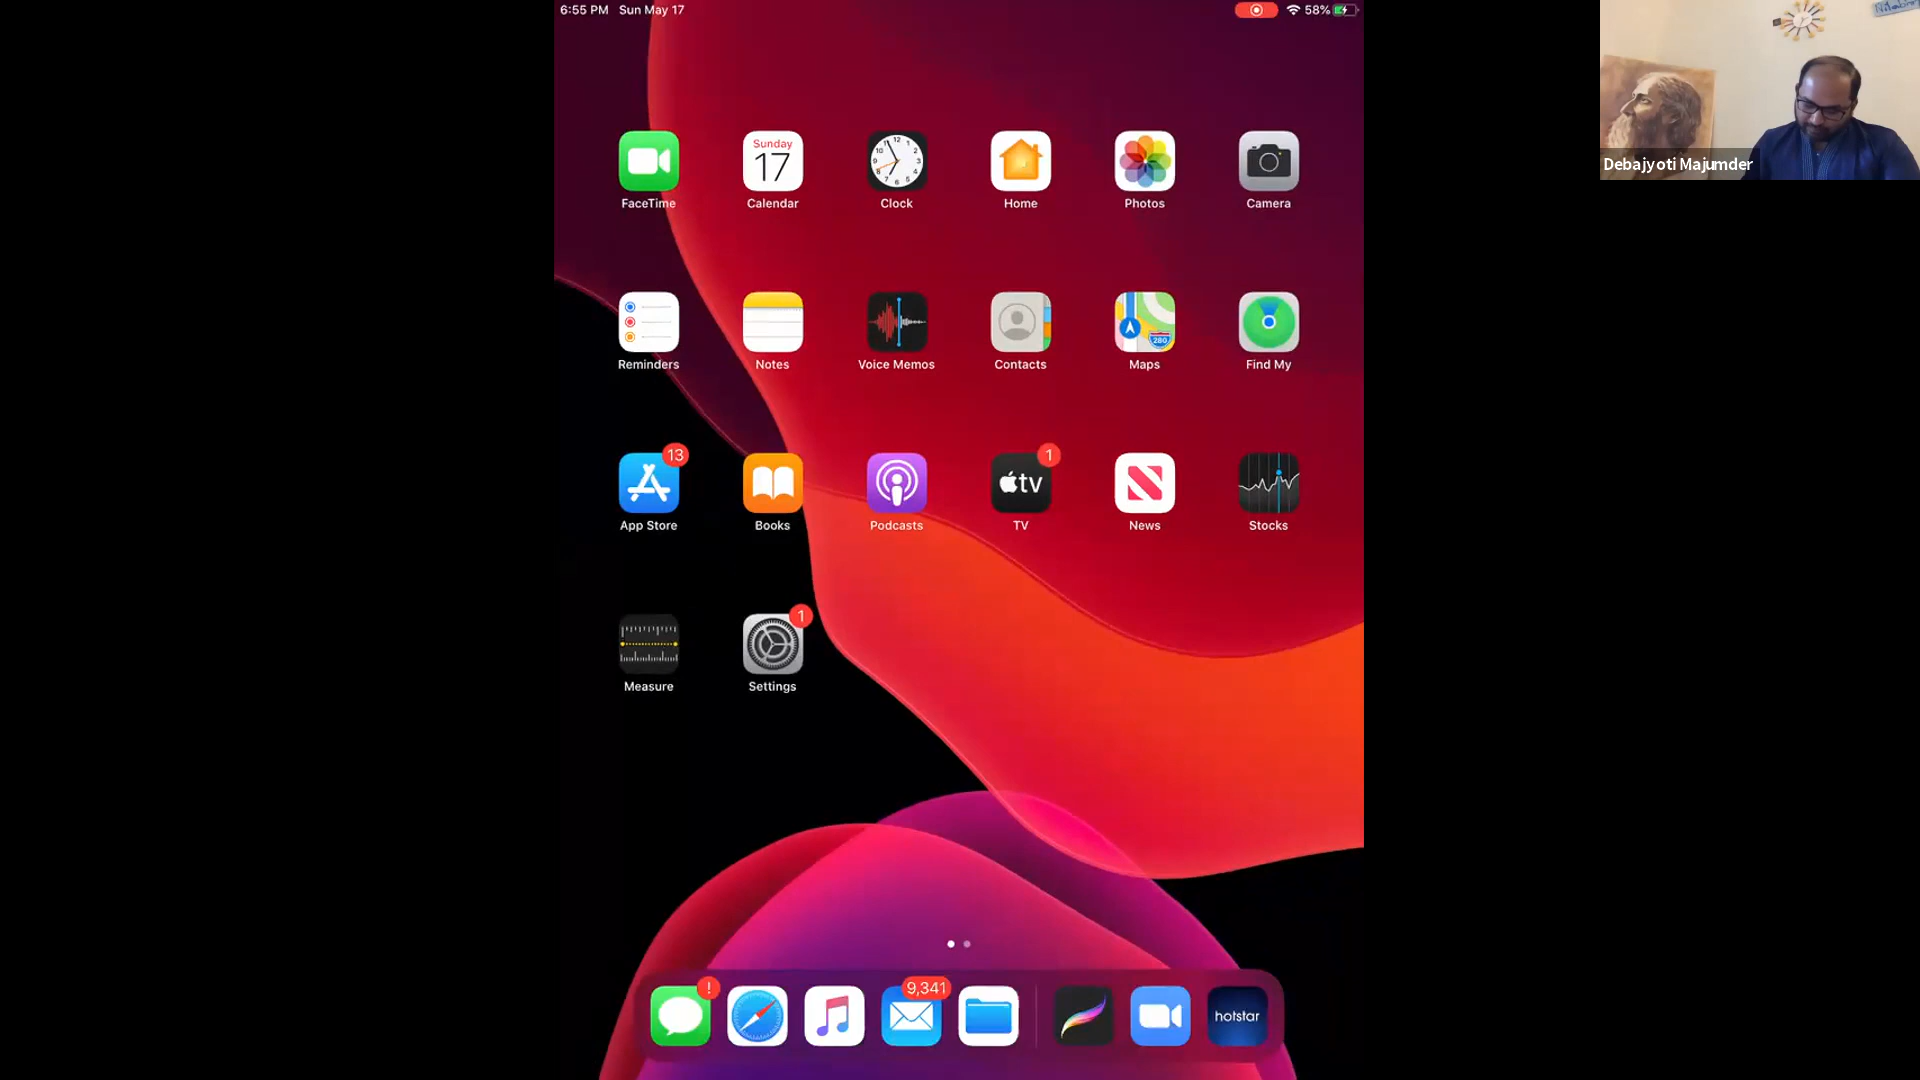 6:55 PM Sun May 17
58%
Sunday
17
12
FaceTime
Calendar
Clock
Home
Photos
Camera
280
Reminders
Notes
Voice Memos
Contacts
Maps
Find My
13
tv
1
App Store
Books
Podcasts
TV
News
Stocks
1
Measure
Settings
!
9,341
hotstar
Debajyoti Majumder